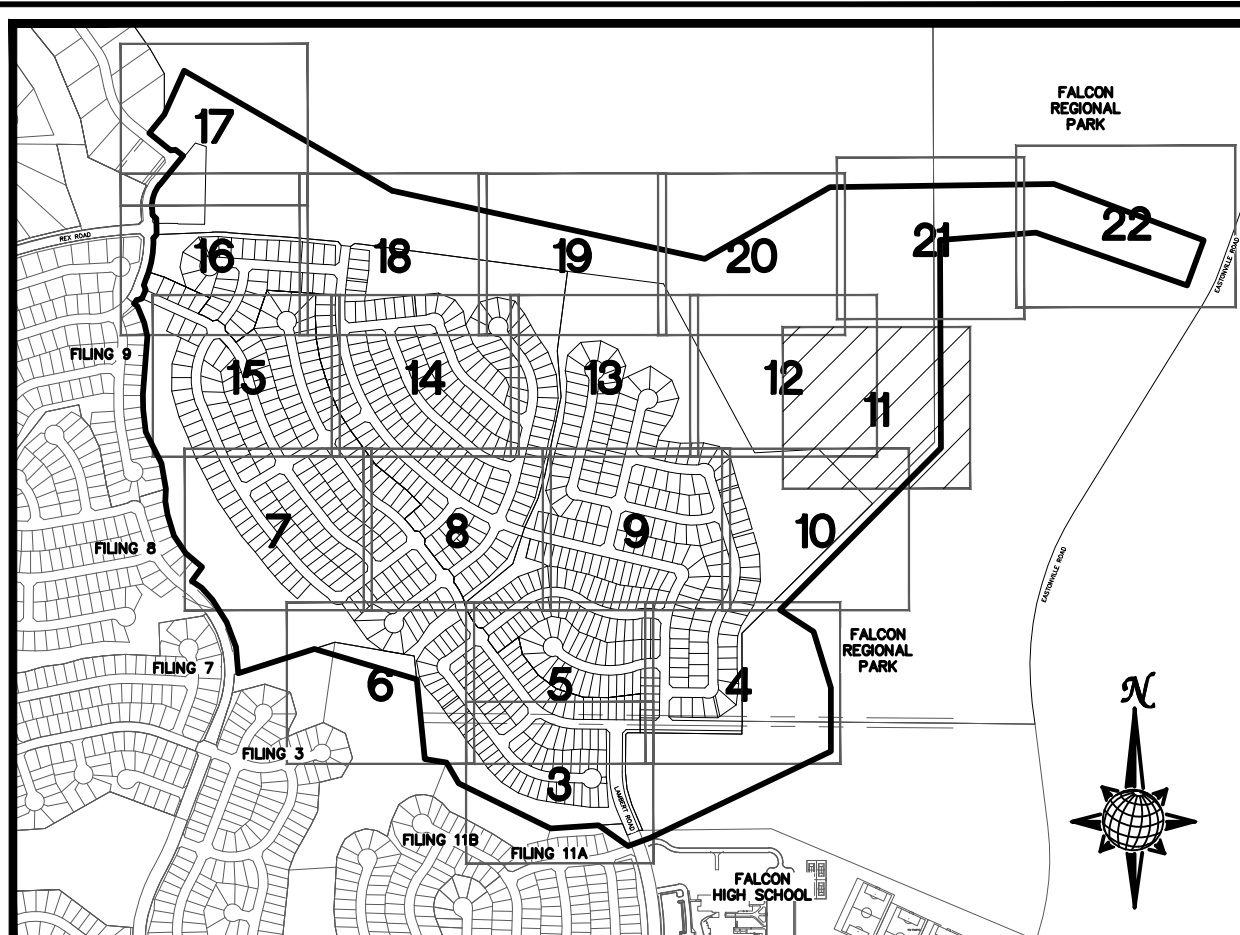 FALCON
REGIONAL
PARK
17
22
21
REX ROAD
16
18
19
20
EASTONVILLE ROAD
FILING 9
15
14
13
12
11
7
8
9
10
FILING 8
EASTONVILLE ROAD
FALCON
REGIONAL
PARK
FILING 7
6
5
4
N
FILING 3
3
LAMBERT ROAD
FILING 11B
FILING 11A
FALCON
HIGH SCHOOL